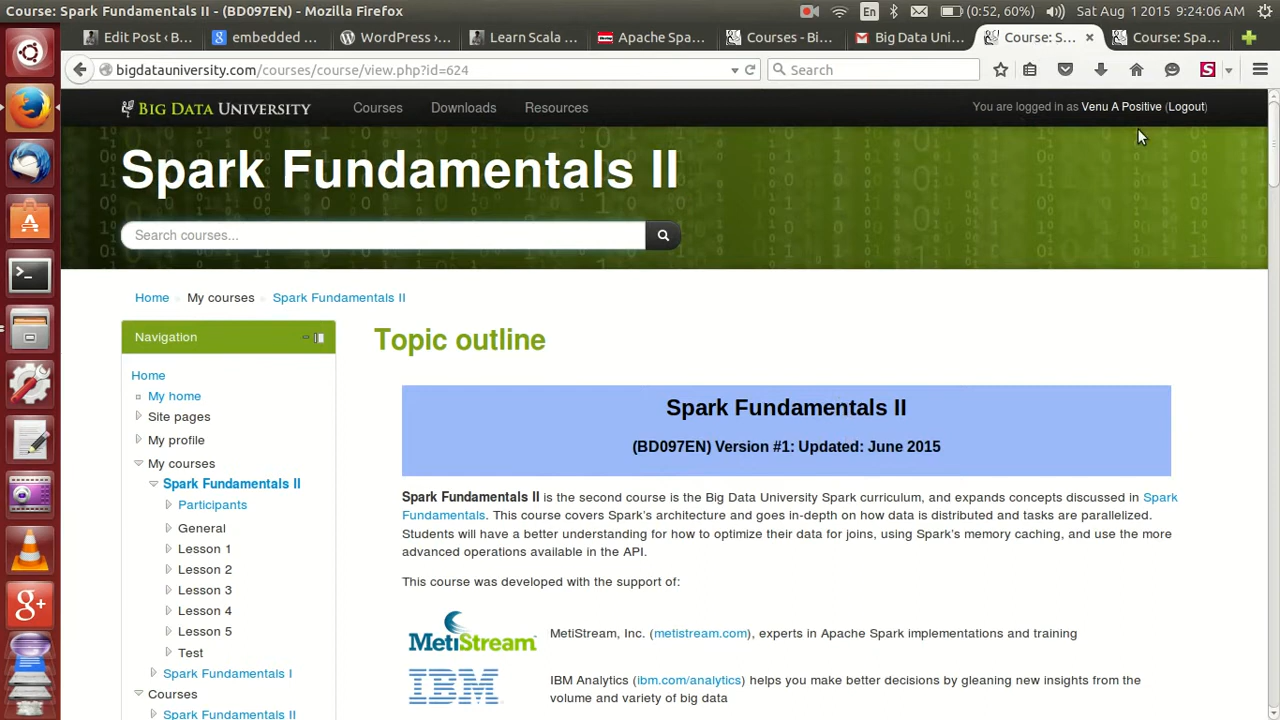 Course: Spark Fundamentals II - (BD097EN) - Mozilla Firefox
En
(0:52, 60%)
Sat Aug 1 2015 9:24:06 AM
Edit Post ‹ B...
embedded ...
WordPress ›...
Learn Scala ...
Apache Spa...
Courses - Bi...
Big Data Uni...
Course: S...
Course: Spa...
bigdatauniversity.com/courses/course/view.php?id=624
Search
BIG DATA UNIVERSITY
Courses
Downloads
Resources
You are logged in as Venu A Positive (Logout)
Spark Fundamentals II
Search courses...
Home
My courses
Spark Fundamentals II
Navigation
Home
My home
Site pages
My profile
My courses
Spark Fundamentals II
Participants
General
Lesson 1
Lesson 2
Lesson 3
Lesson 4
Lesson 5
Test
Spark Fundamentals I
Courses
Spark Fundamentals II
Topic outline
Spark Fundamentals II
(BD097EN) Version #1: Updated: June 2015
Spark Fundamentals II is the second course is the Big Data University Spark curriculum, and expands concepts discussed in Spark
Fundamentals. This course covers Spark's architecture and goes in-depth on how data is distributed and tasks are parallelized.
Students will have a better understanding for how to optimize their data for joins, using Spark's memory caching, and use the more
advanced operations available in the API.
This course was developed with the support of:
MetiStream
MetiStream, Inc. (metistream.com), experts in Apache Spark implementations and training
IBM
IBM Analytics (ibm.com/analytics) helps you make better decisions by gleaning new insights from the
volume and variety of big data